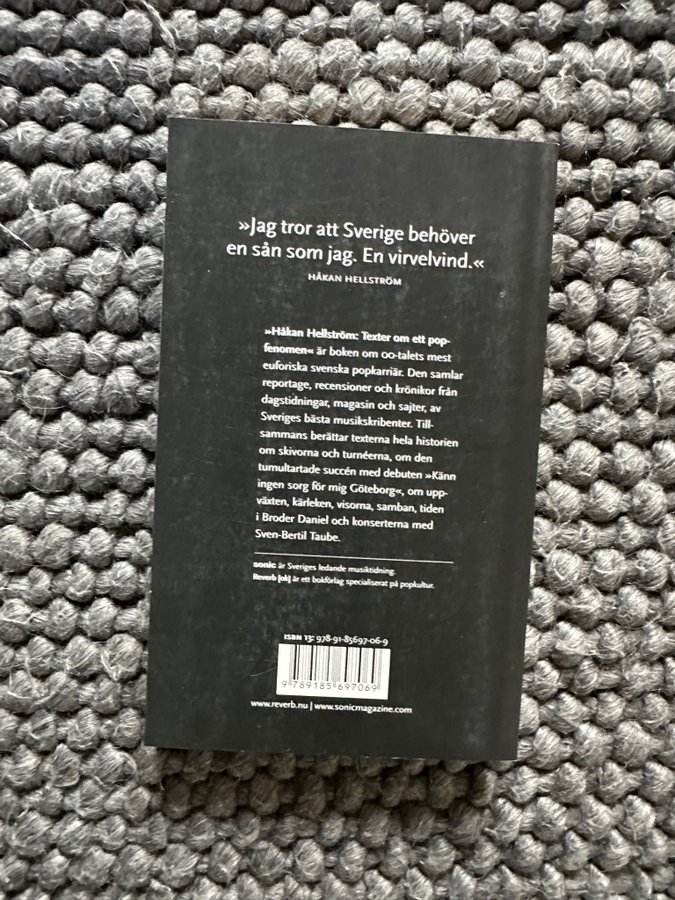 »Jag tror att Sverige behöver
en sån som jag. En virvelvind.«
HÅKAN HELLSTRÖM
»Håkan Hellström: Texter om ett pop-
fenomen« är boken om 00-talets mest
euforiska svenska popkarriär. Den samlar
reportage, recensioner och krönikor från
dagstidningar, magasin och sajter, av
Sveriges bästa musikskribenter. Till-
sammans berättar texterna hela historien
om skivorna och turnéerna, om den
tumultartade succén med debuten »Känn
ingen sorg för mig Göteborg«, om upp-
växten, kärleken, visorna, samban, tiden
i Broder Daniel och konserterna med
Sven-Bertil Taube.
sonic är Sveriges ledande musiktidning.
Reverb är ett bokförlag specialiserat på popkultur.
ISBN 13: 978-91-85697-06-9
9 789185 697069
www.reverb.nu | www.sonicmagazine.com